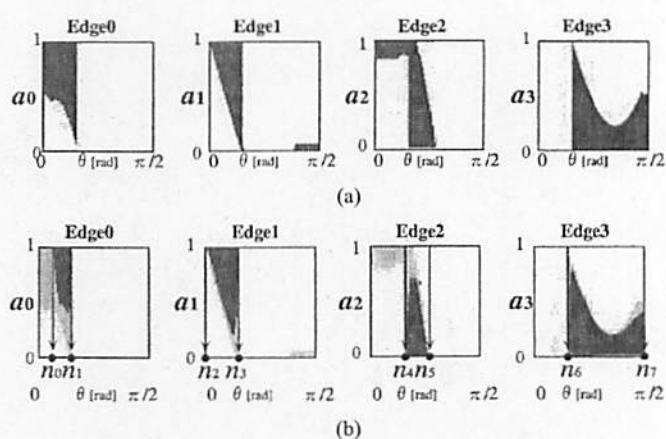 Edge0 Edge1 Edge2 Edge3
1 1 1 1
a0 a1 a2 a3
0 0 0 0
0 θ [rad] π/2 0 θ [rad] π/2 0 θ [rad] π/2 0 θ [rad] π/2
(a)
Edge0 Edge1 Edge2 Edge3
1 1 1 1
a0 a1 a2 a3
0 0 0 0
n0 n1 n2 n3 n4 n5 n6 n7
0 θ [rad] π/2 0 θ [rad] π/2 0 θ [rad] π/2 0 θ [rad] π/2
(b)